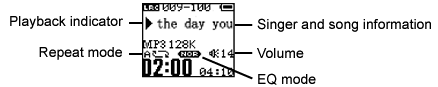 LRC 009-100
Playback indicator
the day you
Singer and song information
MP3 128K
Repeat mode
A
NOR
14
Volume
EQ mode
02:00 04:10